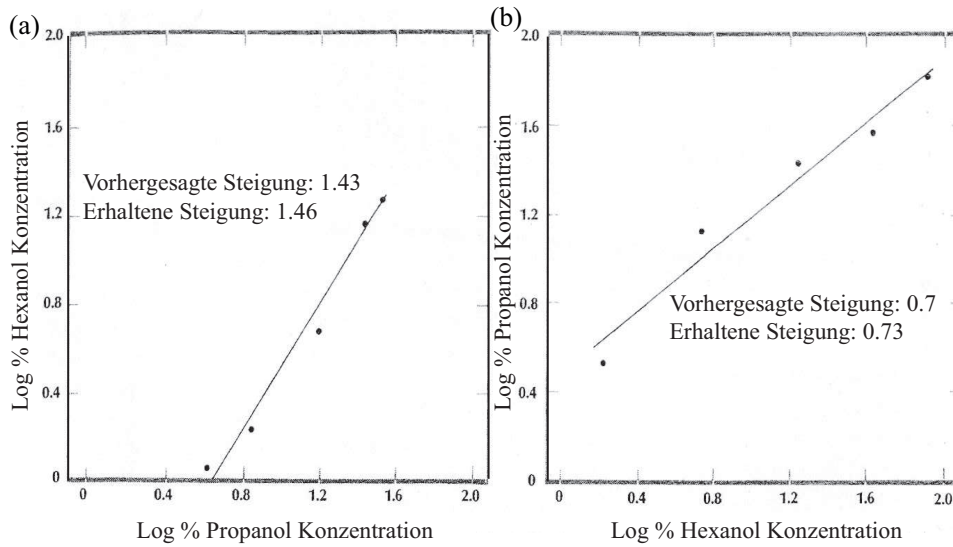 (a)
2.0
1.6
1.2
0.8
0.4
0
Log % Hexanol Konzentration
Vorhergesagte Steigung: 1.43
Erhaltene Steigung: 1.46
0 0.4 0.8 1.2 1.6 2.0
Log % Propanol Konzentration
(b)
2.0
1.6
1.2
0.8
0.4
0
Log % Propanol Konzentration
Vorhergesagte Steigung: 0.7
Erhaltene Steigung: 0.73
0 0.4 0.8 1.2 1.6 2.0
Log % Hexanol Konzentration